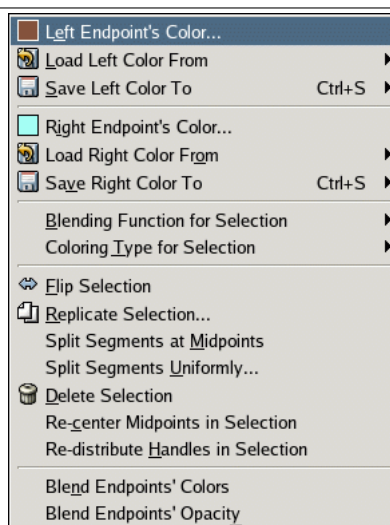 Left Endpoint's Color...
Load Left Color From
Save Left Color To Ctrl+S
Right Endpoint's Color...
Load Right Color From
Save Right Color To Ctrl+S
Blending Function for Selection
Coloring Type for Selection
Flip Selection
Replicate Selection...
Split Segments at Midpoints
Split Segments Uniformly...
Delete Selection
Re-center Midpoints in Selection
Re-distribute Handles in Selection
Blend Endpoints' Colors
Blend Endpoints' Opacity